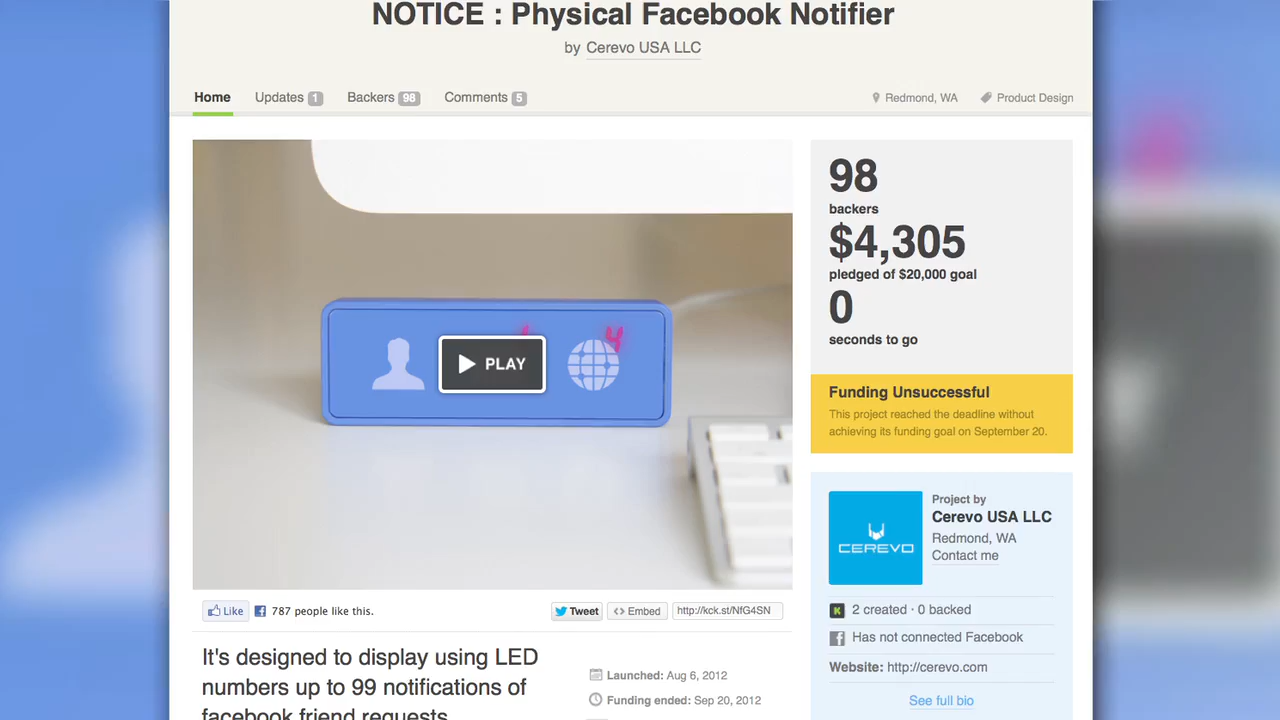 NOTICE : Physical Facebook Notifier
by Cerevo USA LLC
Home Updates 1 Backers 98 Comments 5 Redmond, WA Product Design
4
PLAY
98
backers
$4,305
pledged of $20,000 goal
0
seconds to go
Funding Unsuccessful
This project reached the deadline without
achieving its funding goal on September 20.
CEREVO
Project by
Cerevo USA LLC
Redmond, WA
Contact me
2 created · 0 backed
Has not connected Facebook
Website: http://cerevo.com
See full bio
Like 787 people like this. Tweet Embed http://kck.st/NfG4SN
It's designed to display using LED
numbers up to 99 notifications of
facebook friend requests
Launched: Aug 6, 2012
Funding ended: Sep 20, 2012